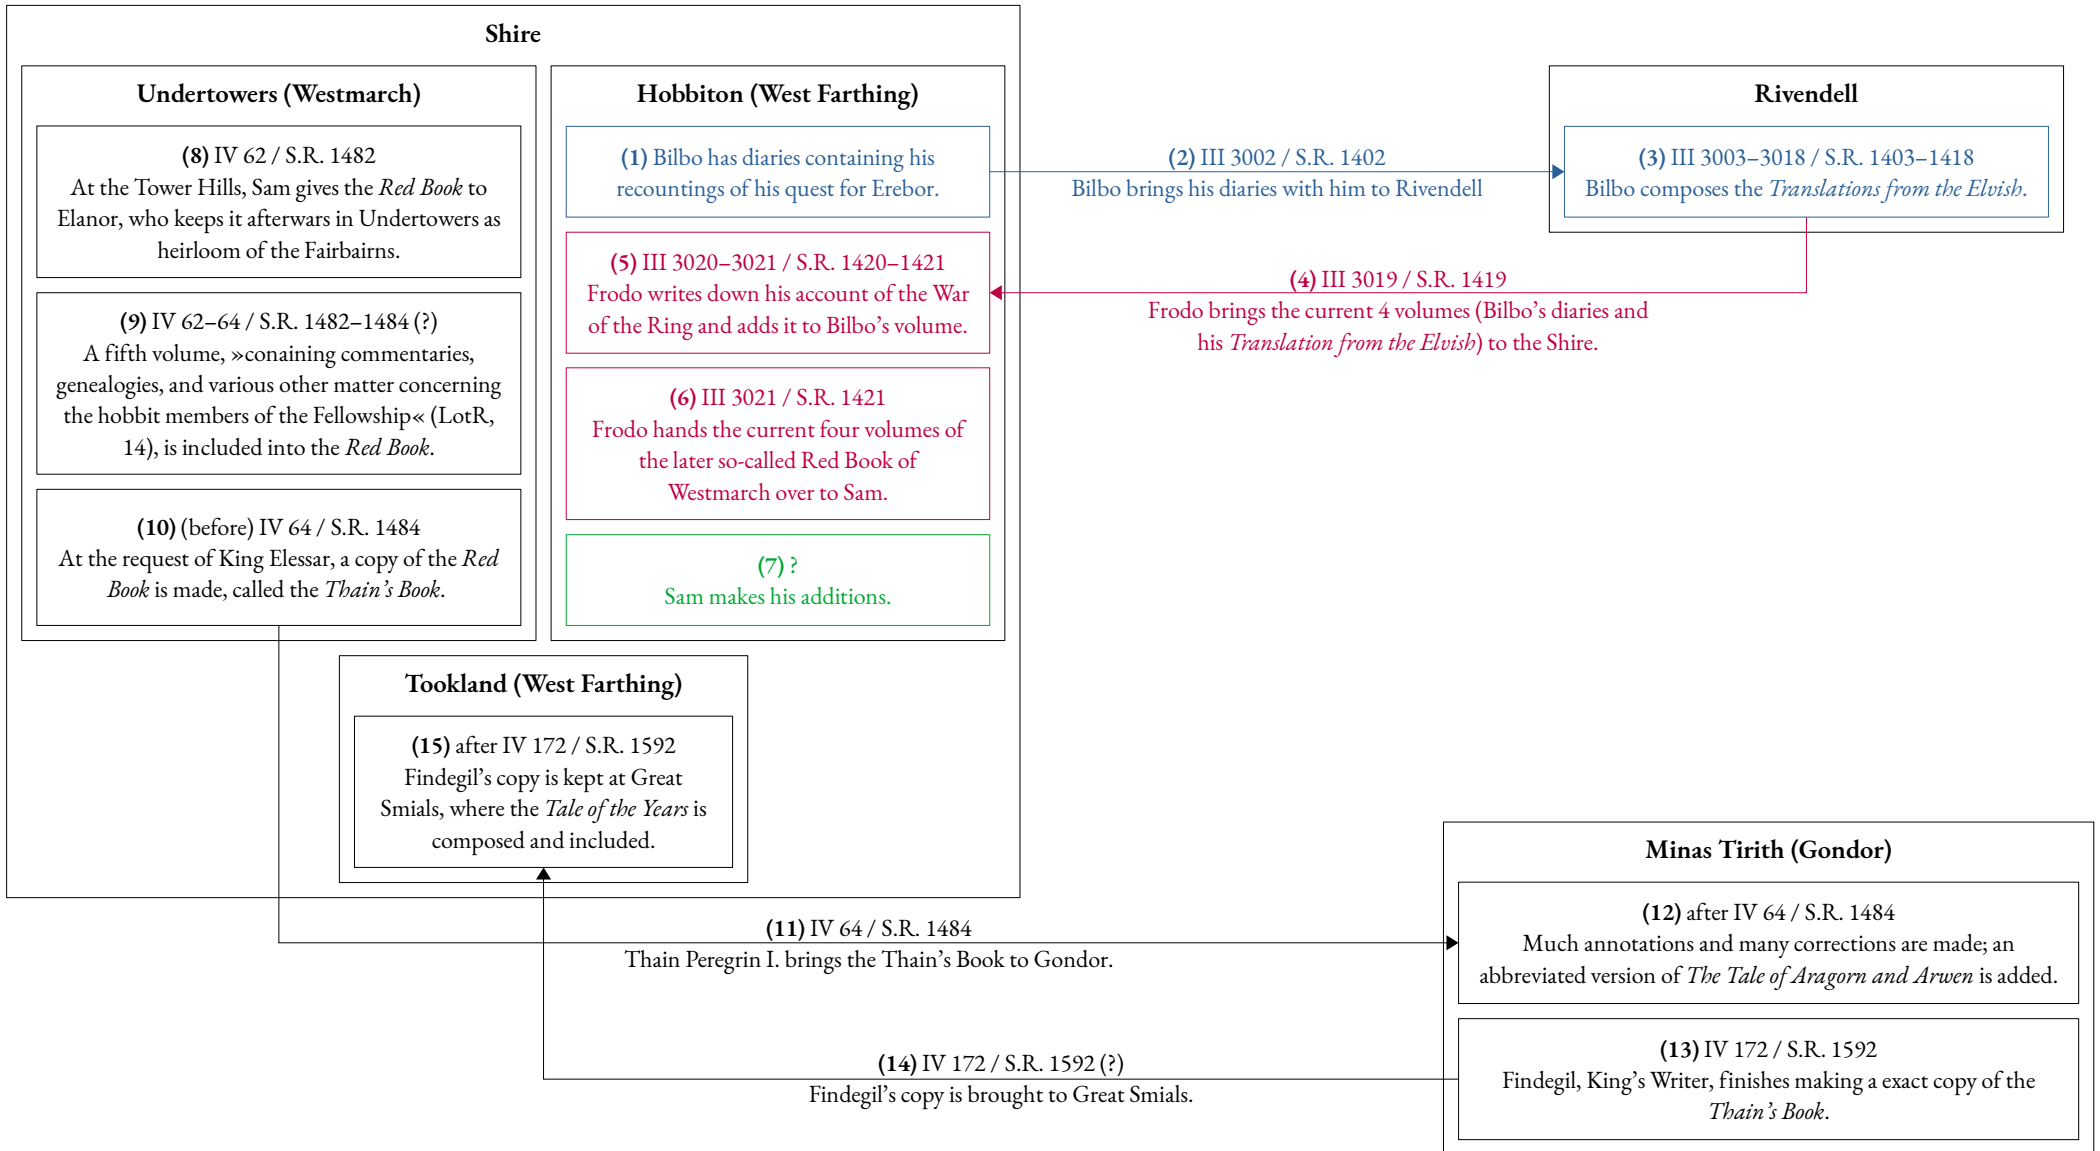 Shire
Undertowers (Westmarch)
(8) IV 62 / S.R. 1482
At the Tower Hills, Sam gives the Red Book to
Elanor, who keeps it afterwars in Undertowers as
heirloom of the Fairbairns.
(9) IV 62–64 / S.R. 1482–1484 (?)
A fifth volume, »conaining commentaries,
genealogies, and various other matter concerning
the hobbit members of the Fellowship« (LotR,
14), is included into the Red Book.
(10) (before) IV 64 / S.R. 1484
At the request of King Elessar, a copy of the Red
Book is made, called the Thain’s Book.
Hobbiton (West Farthing)
(1) Bilbo has diaries containing his
recountings of his quest for Erebor.
(5) III 3020–3021 / S.R. 1420–1421
Frodo writes down his account of the War
of the Ring and adds it to Bilbo’s volume.
(6) III 3021 / S.R. 1421
Frodo hands the current four volumes of
the later so-called Red Book of
Westmarch over to Sam.
(7) ?
Sam makes his additions.
(2) III 3002 / S.R. 1402
Bilbo brings his diaries with him to Rivendell
Rivendell
(3) III 3003–3018 / S.R. 1403–1418
Bilbo composes the Translations from the Elvish.
(4) III 3019 / S.R. 1419
Frodo brings the current 4 volumes (Bilbo’s diaries and
his Translation from the Elvish) to the Shire.
Tookland (West Farthing)
(15) after IV 172 / S.R. 1592
Findegil’s copy is kept at Great
Smials, where the Tale of the Years is
composed and included.
(11) IV 64 / S.R. 1484
Thain Peregrin I. brings the Thain’s Book to Gondor.
Minas Tirith (Gondor)
(12) after IV 64 / S.R. 1484
Much annotations and many corrections are made; an
abbreviated version of The Tale of Aragorn and Arwen is added.
(13) IV 172 / S.R. 1592
Findegil, King’s Writer, finishes making a exact copy of the
Thain’s Book.
(14) IV 172 / S.R. 1592 (?)
Findegil’s copy is brought to Great Smials.